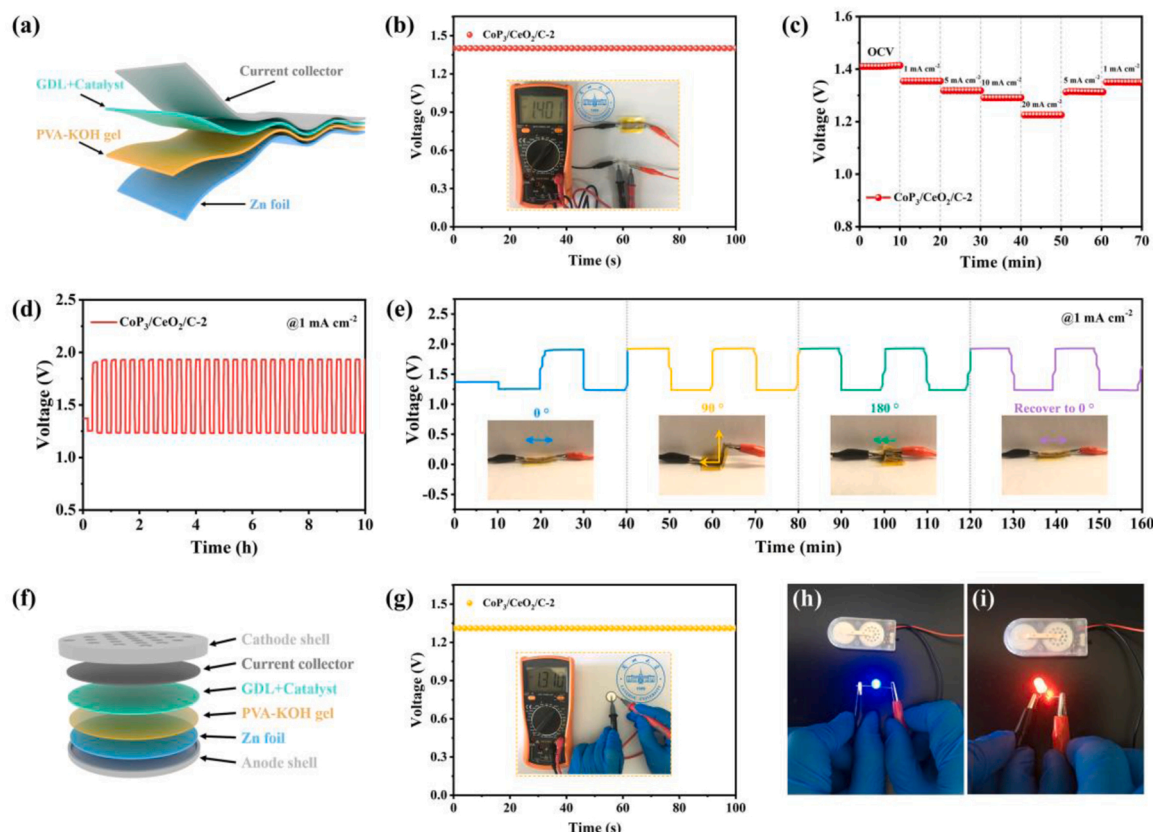 (a)
Current collector
GDL+Catalyst
PVA-KOH gel
Zn foil
(b)
CoP₃/CeO₂/C-2
Voltage (V)
1.5
1.2
0.9
0.6
0.3
0.0
0 20 40 60 80 100
Time (s)
(c)
1.6
1.4
1.2
1.0
0.8
Voltage (V)
OCV
1 mA cm⁻²
5 mA cm⁻²
10 mA cm⁻²
20 mA cm⁻²
5 mA cm⁻²
1 mA cm⁻²
CoP₃/CeO₂/C-2
0 10 20 30 40 50 60 70
Time (min)
(d)
CoP₃/CeO₂/C-2 @1 mA cm⁻²
Voltage (V)
2.5
2.0
1.5
1.0
0.5
0 2 4 6 8 10
Time (h)
(e)
@1 mA cm⁻²
Voltage (V)
2.5
2.0
1.5
1.0
0.5
0.0
-0.5
0 ° 90 ° 180 ° Recover to 0 °
0 10 20 30 40 50 60 70 80 90 100 110 120 130 140 150 160
Time (min)
(f)
Cathode shell
Current collector
GDL+Catalyst
PVA-KOH gel
Zn foil
Anode shell
(g)
CoP₃/CeO₂/C-2
Voltage (V)
1.5
1.2
0.9
0.6
0.3
0.0
0 20 40 60 80 100
Time (s)
(h)
(i)